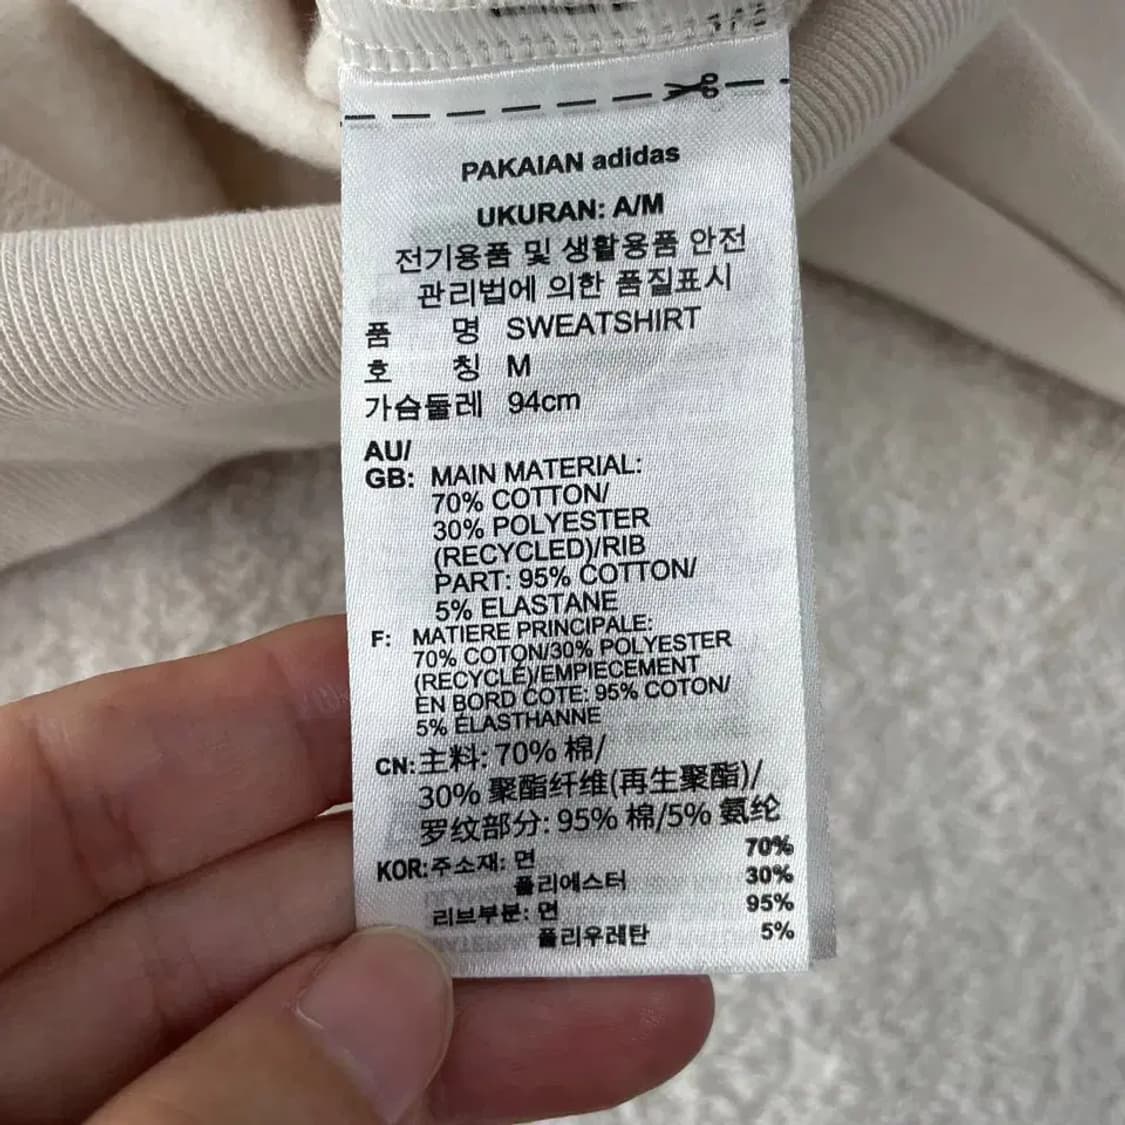 PAKAIAN adidas
UKURAN: A/M
전기용품 및 생활용품 안전
관리법에 의한 품질표시
품 명 SWEATSHIRT
호 칭 M
가슴둘레 94cm
AU/
GB: MAIN MATERIAL:
70% COTTON/
30% POLYESTER
(RECYCLED)/RIB
PART: 95% COTTON/
5% ELASTANE
F: MATIERE PRINCIPALE:
70% COTON/30% POLYESTER
(RECYCLÉ)/EMPIECEMENT
EN BORD COTE: 95% COTON/
5% ÉLASTHANNE
CN: 主料: 70% 棉/
30% 聚酯纤维(再生聚酯)/
罗纹部分: 95% 棉/5% 氨纶
KOR: 주소재: 면 70%
폴리에스터 30%
리브부분: 면 95%
폴리우레탄 5%